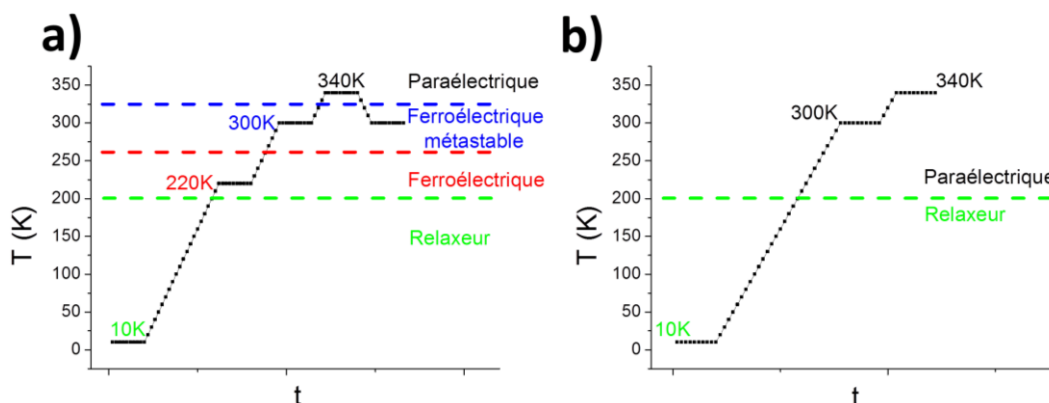 a)
350
300
250
200
150
100
50
0
T (K)
t
10K
220K
300K
340K
Paraélectrique
Ferroélectrique
métastable
Ferroélectrique
Relaxeur
b)
350
300
250
200
150
100
50
0
T (K)
t
10K
300K
340K
Paraélectrique
Relaxeur